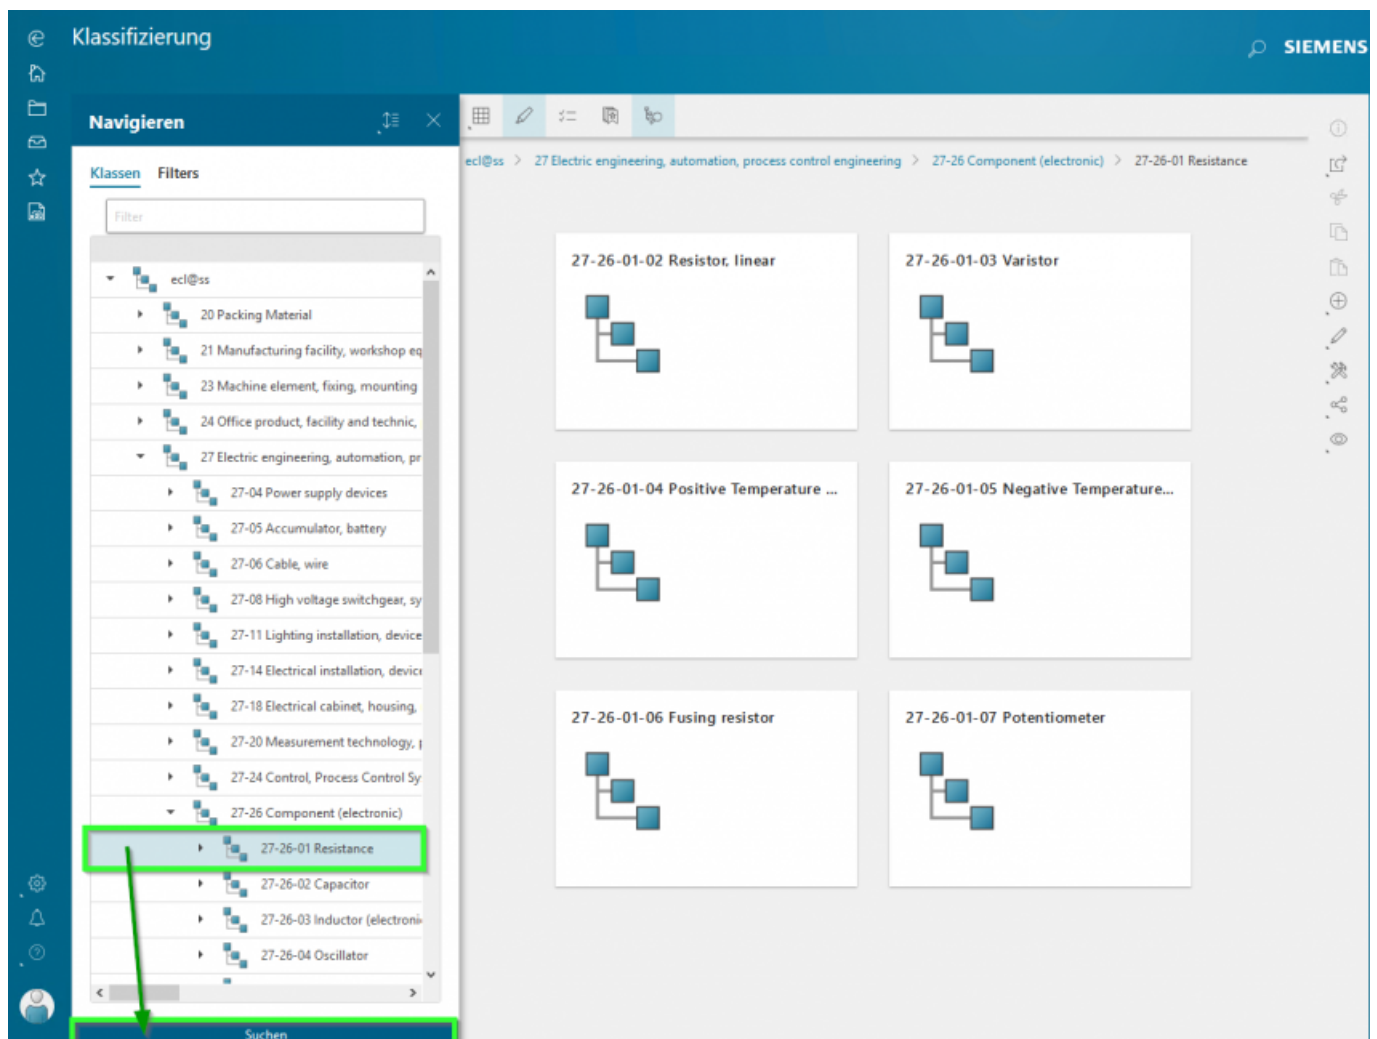 Klassifizierung
SIEMENS
Navigieren
Klassen Filters
Filter
ecl@ss
20 Packing Material
21 Manufacturing facility, workshop eq
23 Machine element, fixing, mounting
24 Office product, facility and technic,
27 Electric engineering, automation, pr
27-04 Power supply devices
27-05 Accumulator, battery
27-06 Cable, wire
27-08 High voltage switchgear, sy
27-11 Lighting installation, device
27-14 Electrical installation, device
27-18 Electrical cabinet, housing,
27-20 Measurement technology, p
27-24 Control, Process Control Sy
27-26 Component (electronic)
27-26-01 Resistance
27-26-02 Capacitor
27-26-03 Inductor (electroni
27-26-04 Oscillator
Suchen
ecl@ss > 27 Electric engineering, automation, process control engineering > 27-26 Component (electronic) > 27-26-01 Resistance
27-26-01-02 Resistor, linear
27-26-01-03 Varistor
27-26-01-04 Positive Temperature ...
27-26-01-05 Negative Temperature...
27-26-01-06 Fusing resistor
27-26-01-07 Potentiometer